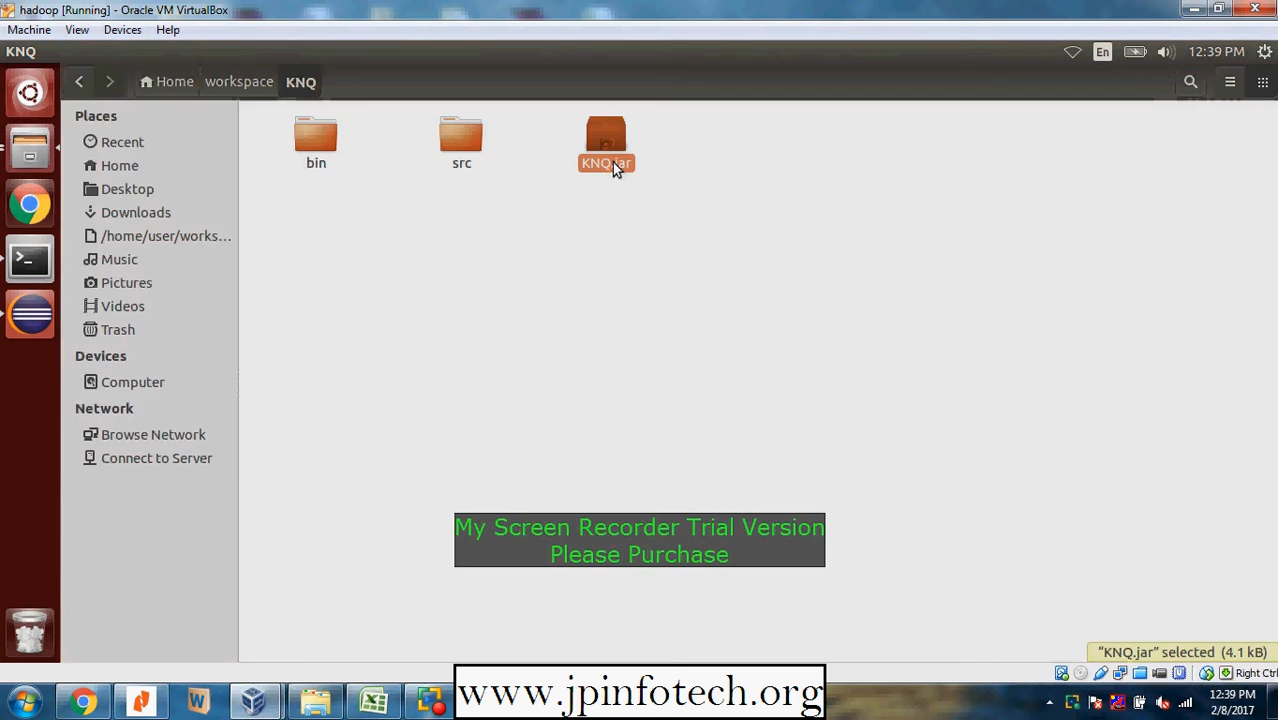 hadoop [Running] - Oracle VM VirtualBox
Machine View Devices Help
KNQ
En
12:39 PM
Home workspace KNQ
Places
Recent
Home
Desktop
Downloads
/home/user/works...
Music
Pictures
Videos
Trash
Devices
Computer
Network
Browse Network
Connect to Server
bin
src
KNQ.jar
My Screen Recorder Trial Version
Please Purchase
"KNQ.jar" selected (4.1 kB)
Right Ctrl
www.jpinfotech.org
12:39 PM
2/8/2017